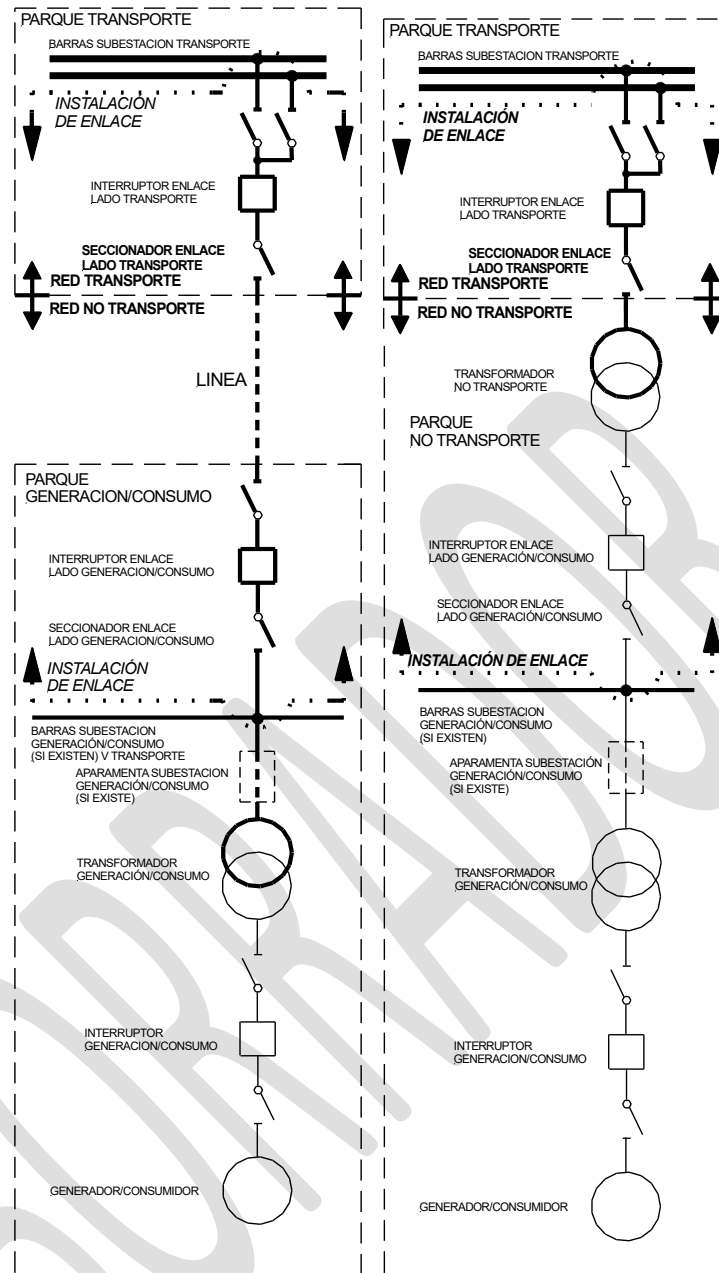 PARQUE TRANSPORTE
BARRAS SUBESTACION TRANSPORTE
INSTALACIÓN
DE ENLACE
INTERRUPTOR ENLACE
LADO TRANSPORTE
SECCIONADOR ENLACE
LADO TRANSPORTE
RED TRANSPORTE
RED NO TRANSPORTE
LINEA
PARQUE
GENERACION/CONSUMO
INTERRUPTOR ENLACE
LADO GENERACION/CONSUMO
SECCIONADOR ENLACE
LADO GENERACION/CONSUMO
INSTALACIÓN
DE ENLACE
BARRAS SUBESTACION
GENERACIÓN/CONSUMO
(SI EXISTEN) V TRANSPORTE
APARAMENTA SUBESTACION
GENERACIÓN/CONSUMO
(SI EXISTE)
TRANSFORMADOR
GENERACIÓN/CONSUMO
INTERRUPTOR
GENERACION/CONSUMO
GENERADOR/CONSUMIDOR
PARQUE TRANSPORTE
BARRAS SUBESTACION TRANSPORTE
INSTALACIÓN
DE ENLACE
INTERRUPTOR ENLACE
LADO TRANSPORTE
SECCIONADOR ENLACE
LADO TRANSPORTE
RED TRANSPORTE
RED NO TRANSPORTE
TRANSFORMADOR
NO TRANSPORTE
PARQUE
NO TRANSPORTE
INTERRUPTOR ENLACE
LADO GENERACIÓN/CONSUMO
SECCIONADOR ENLACE
LADO GENERACIÓN/CONSUMO
INSTALACIÓN DE ENLACE
BARRAS SUBESTACION
GENERACIÓN/CONSUMO
(SI EXISTEN)
APARAMENTA SUBESTACIÓN
GENERACIÓN/CONSUMO
(SI EXISTE)
TRANSFORMADOR
GENERACIÓN/CONSUMO
INTERRUPTOR
GENERACION/CONSUMO
GENERADOR/CONSUMIDOR
BORRADOR